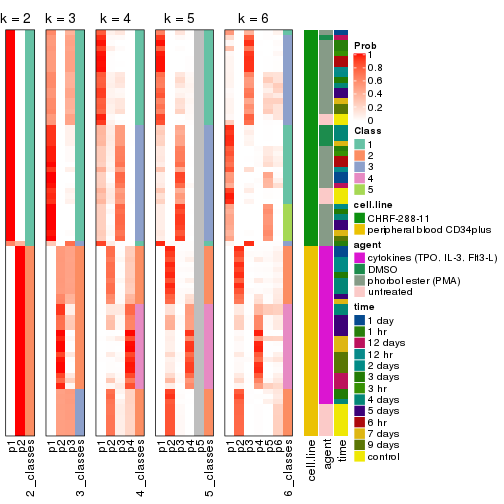 k = 2 k = 3 k = 4 k = 5 k = 6
Prob
1
0.8
0.6
0.4
0.2
0
Class
1
2
3
4
5
cell.line
CHRF-288-11
peripheral blood CD34plus
agent
cytokines (TPO, IL-3, Flt3-L)
DMSO
phorbol ester (PMA)
untreated
time
1 day
1 hr
12 days
12 hr
2 days
3 days
3 hr
4 days
5 days
6 hr
7 days
9 days
control
p1
p2
2_classes
p1
p2
p3
3_classes
p1
p2
p3
p4
4_classes
p1
p2
p3
p4
p5
5_classes
p1
p2
p3
p4
p5
p6
6_classes
cell.line
agent
time